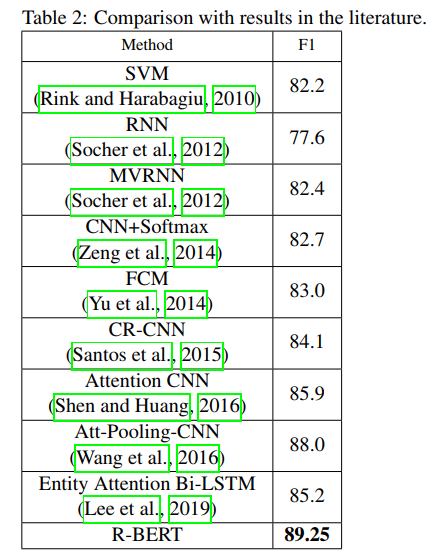 Table 2: Comparison with results in the literature.
Method F1
SVM
(Rink and Harabagiu, 2010) 82.2
RNN
(Socher et al., 2012) 77.6
MVRNN
(Socher et al., 2012) 82.4
CNN+Softmax
(Zeng et al., 2014) 82.7
FCM
(Yu et al., 2014) 83.0
CR-CNN
(Santos et al., 2015) 84.1
Attention CNN
(Shen and Huang, 2016) 85.9
Att-Pooling-CNN
(Wang et al., 2016) 88.0
Entity Attention Bi-LSTM
(Lee et al., 2019) 85.2
R-BERT 89.25